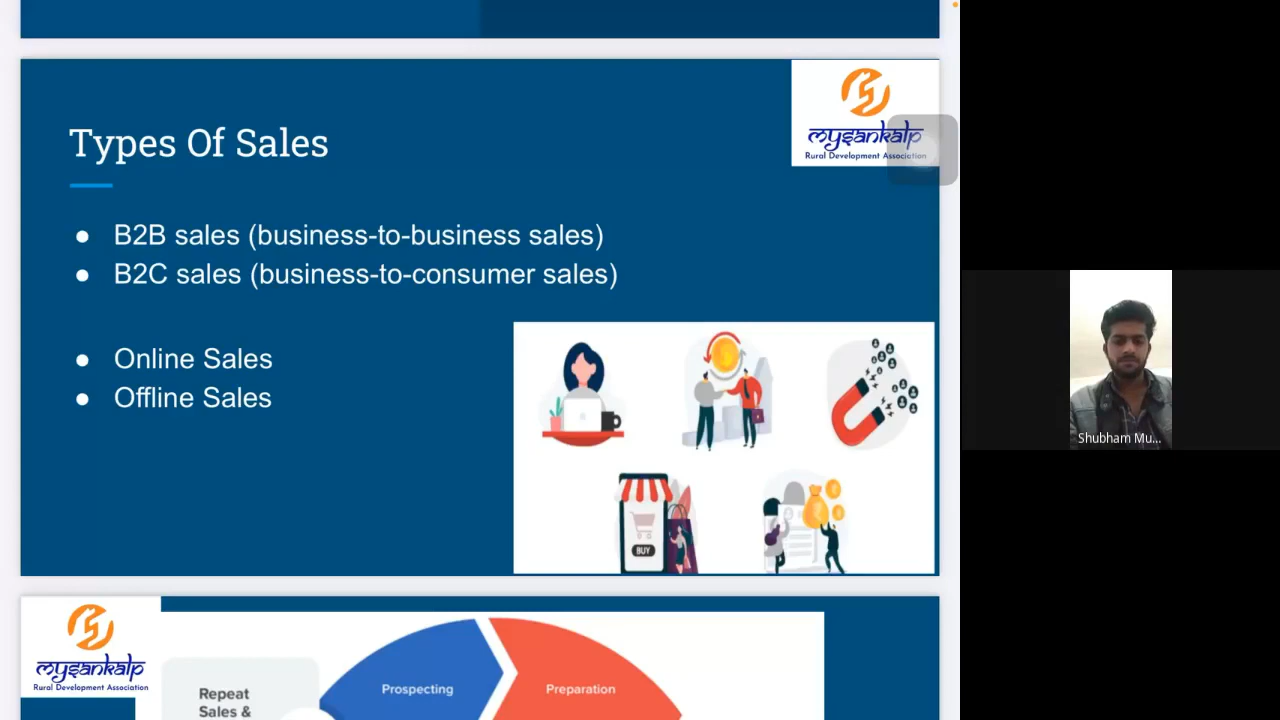 Types Of Sales
mysankalp
Rural Development Association
● B2B sales (business-to-business sales)
● B2C sales (business-to-consumer sales)
● Online Sales
● Offline Sales
BUY
Shubham Mu...
mysankalp
Rural Development Association
Repeat
Sales &
Prospecting
Preparation